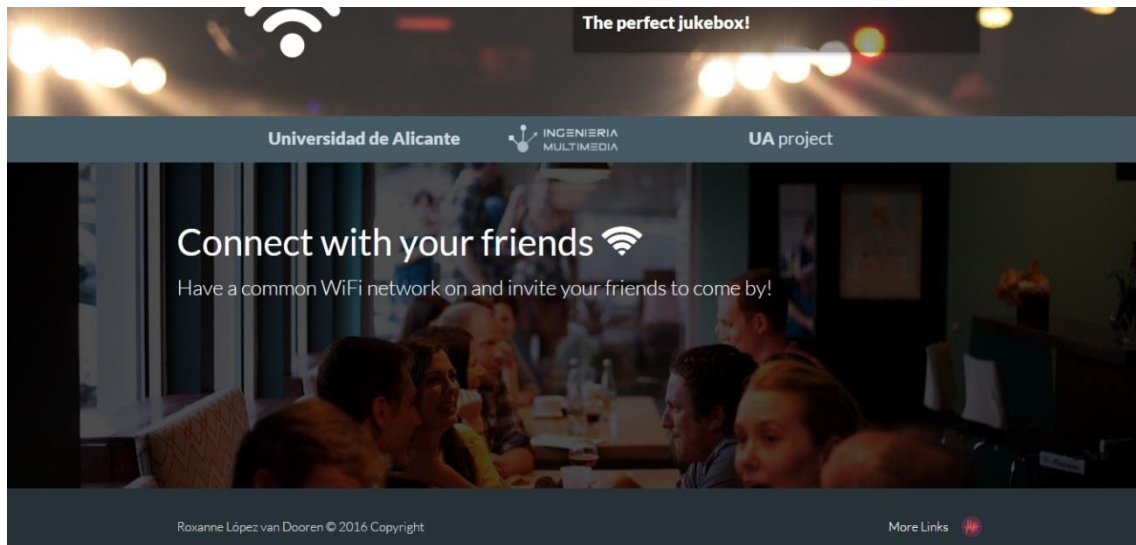 The perfect jukebox!
Universidad de Alicante
INGENIERIA
MULTIMEDIA
UA project
Connect with your friends
Have a common WiFi network on and invite your friends to come by!
Roxanne López van Dooren © 2016 Copyright
More Links